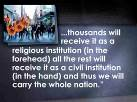 ...thousands will
receive it as a
religious institution (in the
forehead) all the rest will
receive it as a civil institution
(in the hand) and thus we will
carry the whole nation."